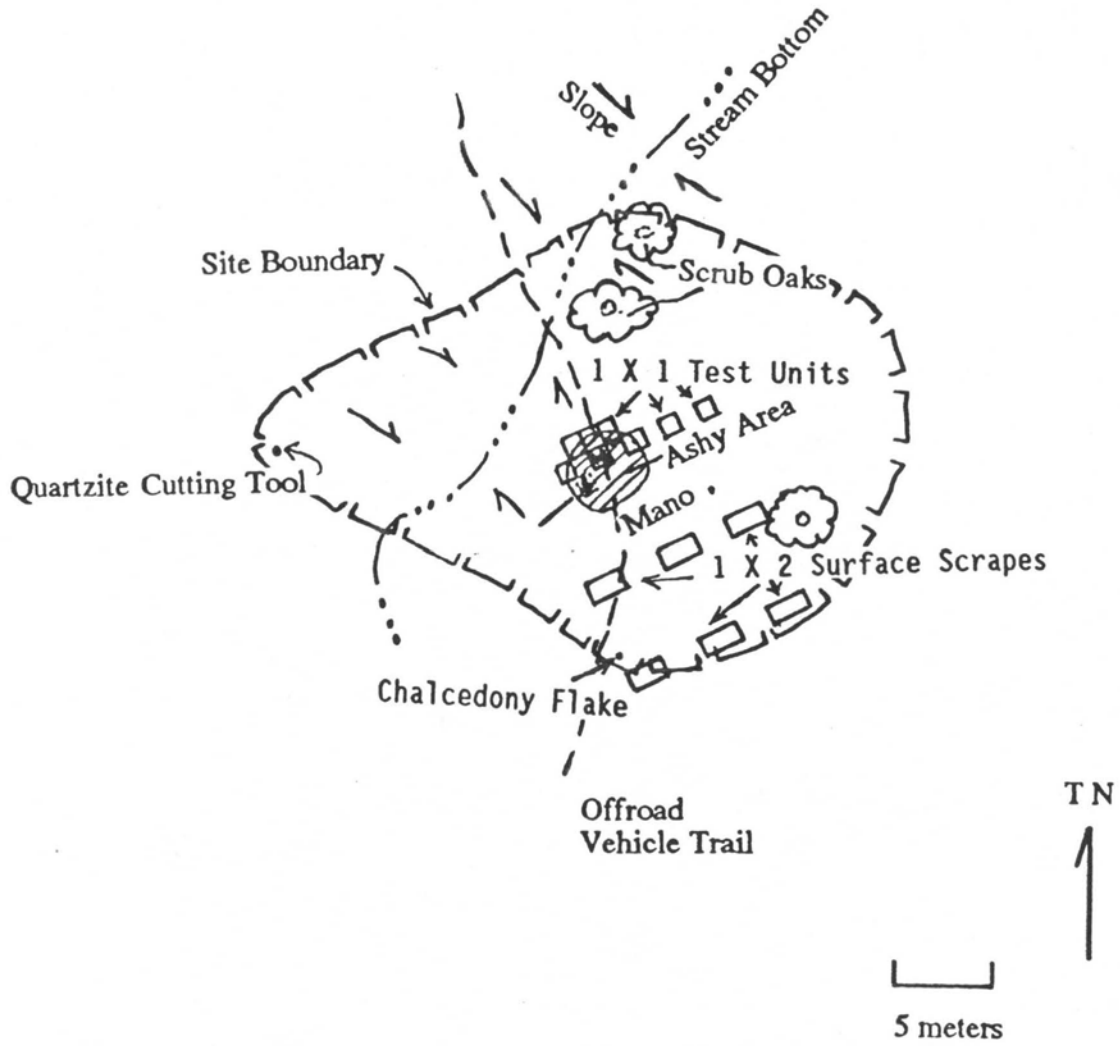 Slope
Stream Bottom
Site Boundary
Scrub Oaks
1 X 1 Test Units
Ashy Area
Quartzite Cutting Tool
Mano
1 X 2 Surface Scrapes
Chalcedony Flake
Offroad
Vehicle Trail
T N
5 meters